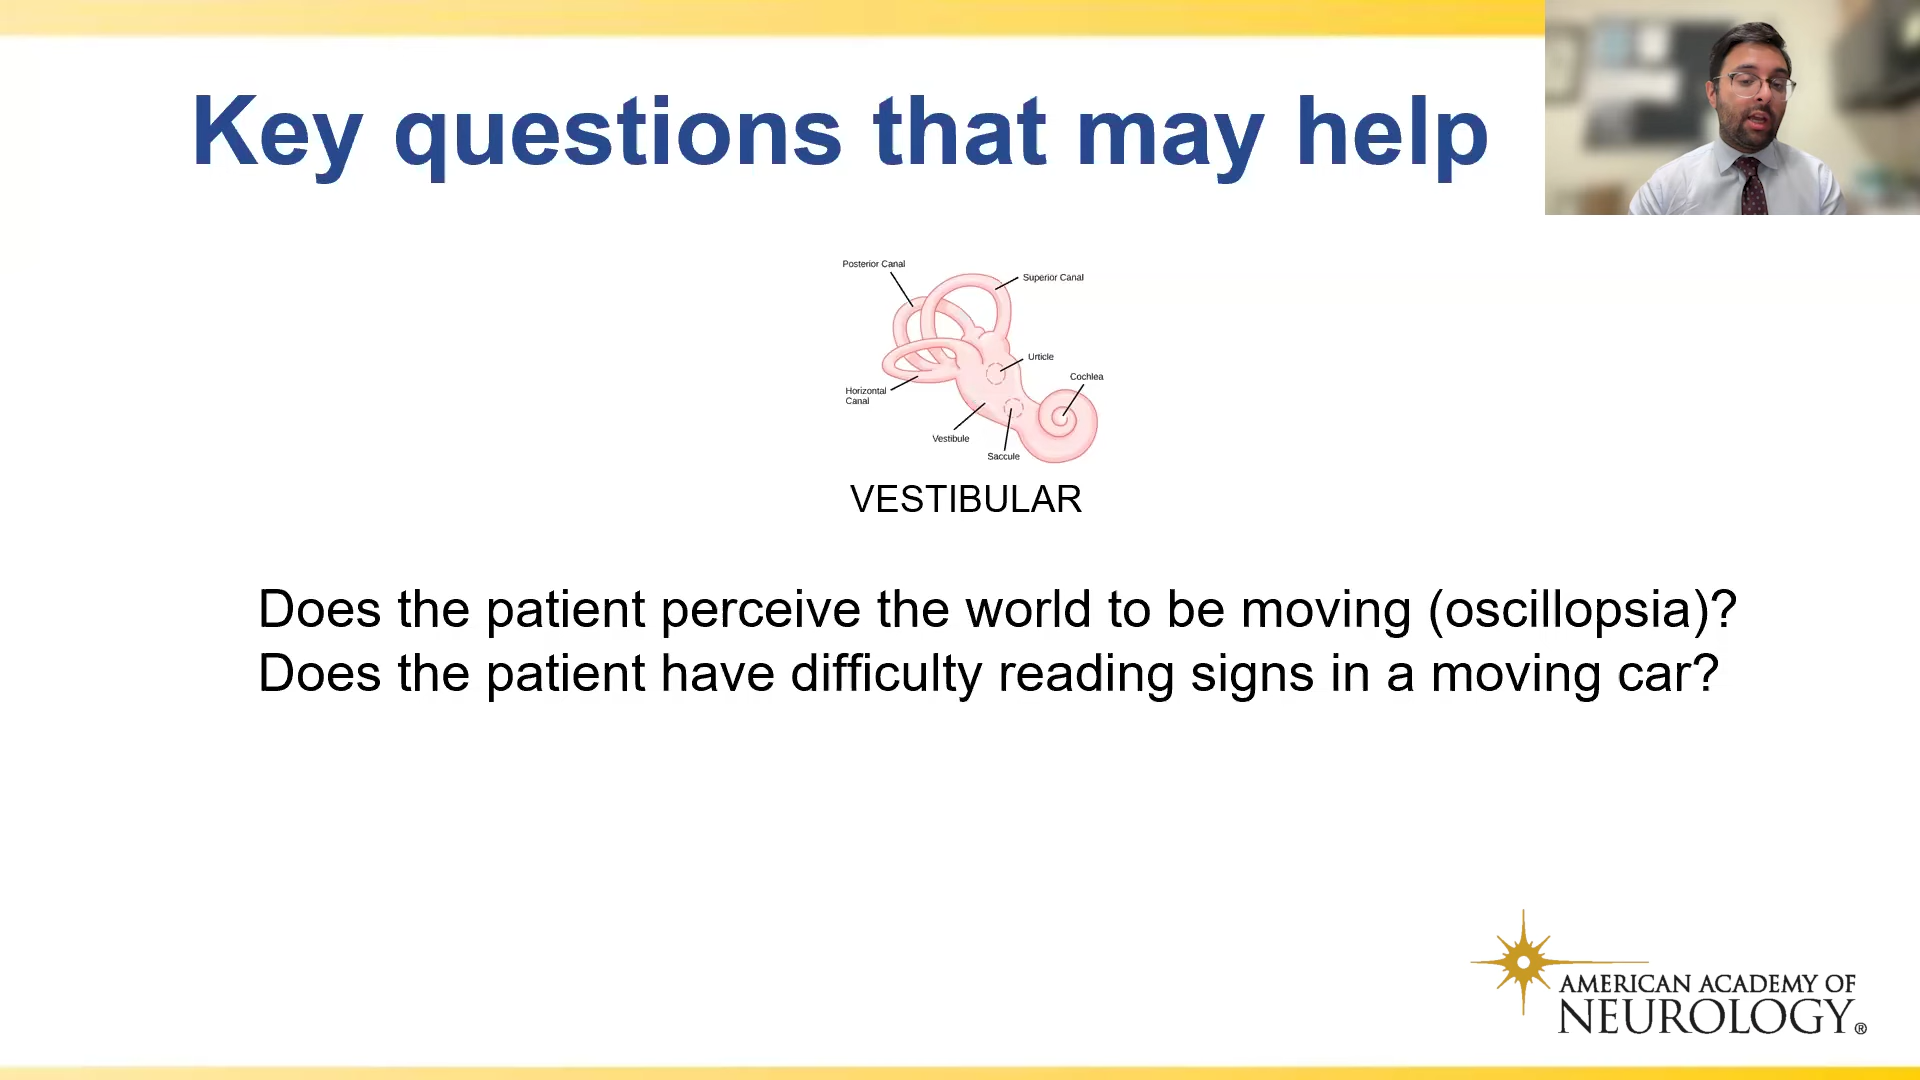 Key questions that may help
Posterior Canal
Superior Canal
Urticle
Cochlea
Horizontal
Canal
Vestibule
Saccule
VESTIBULAR
Does the patient perceive the world to be moving (oscillopsia)?
Does the patient have difficulty reading signs in a moving car?
AMERICAN ACADEMY OF
NEUROLOGY®